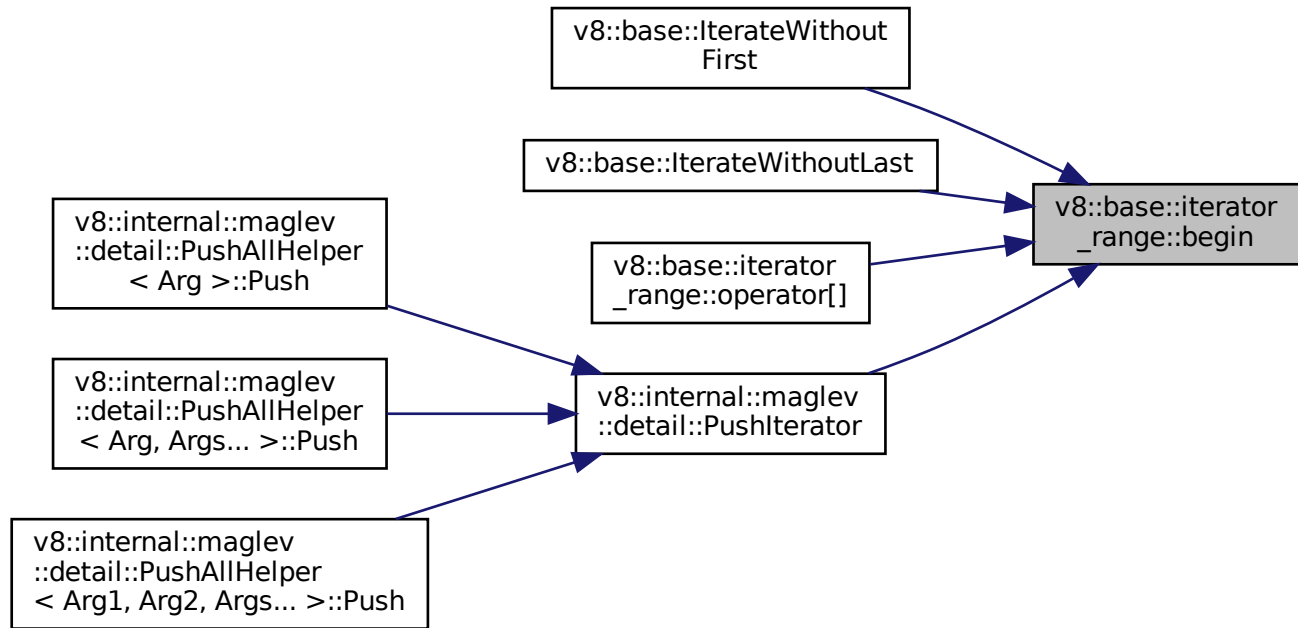 v8::base::IterateWithout
First
v8::base::IterateWithoutLast
v8::base::iterator
_range::begin
v8::internal::maglev
::detail::PushAllHelper
< Arg >::Push
v8::base::iterator
_range::operator[]
v8::internal::maglev
::detail::PushAllHelper
< Arg, Args... >::Push
v8::internal::maglev
::detail::PushIterator
v8::internal::maglev
::detail::PushAllHelper
< Arg1, Arg2, Args... >::Push